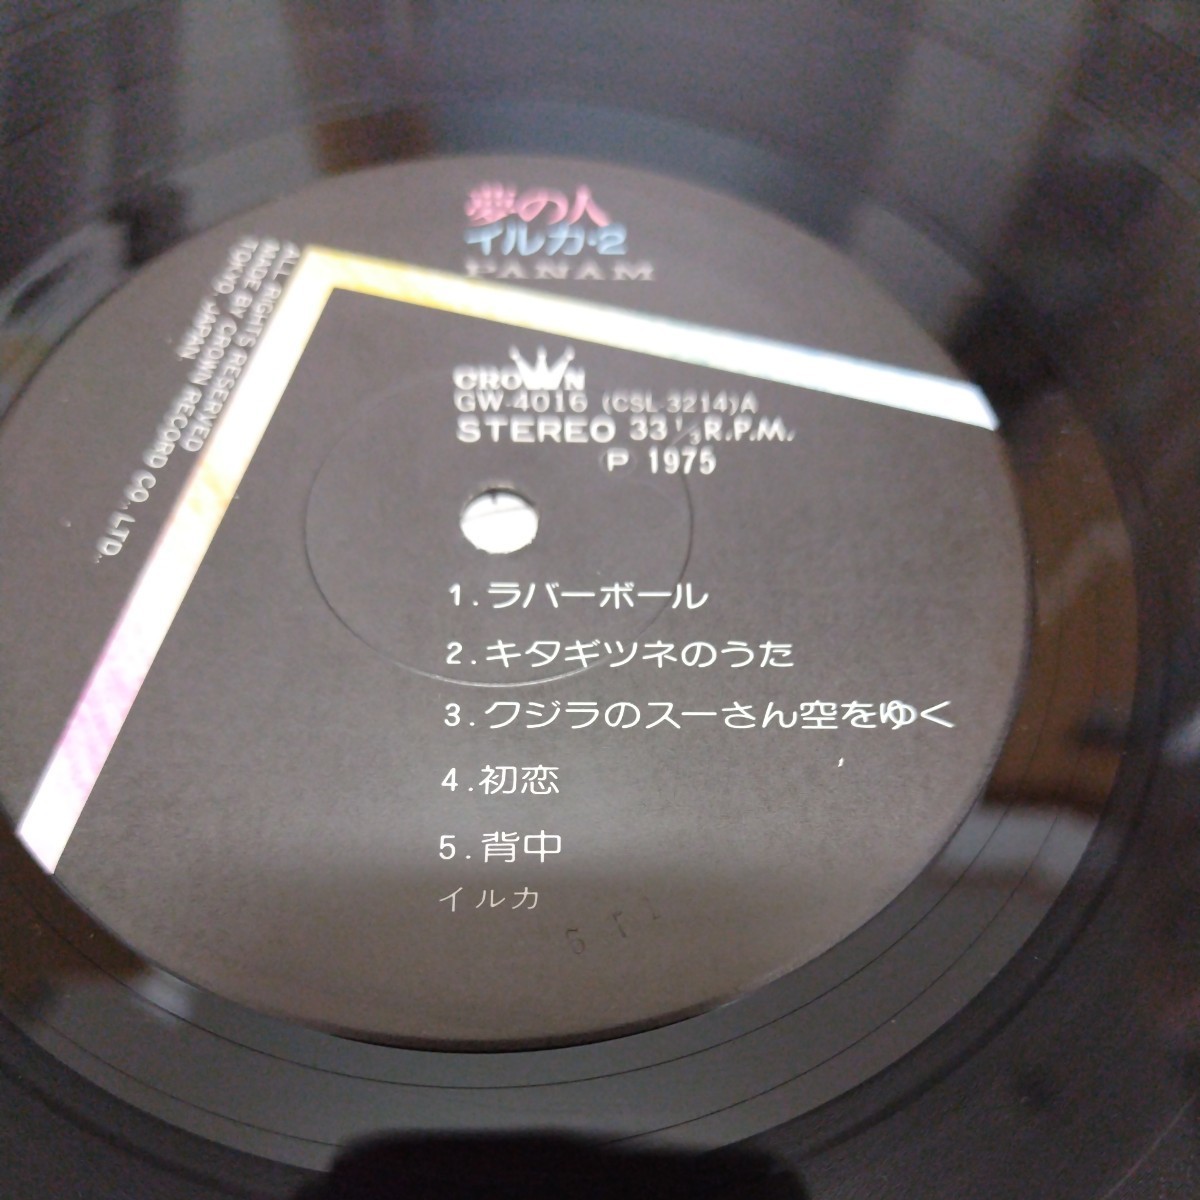 夢の人
イルカ・2
PANAM
ALL RIGHTS RESERVED
MADE BY CROWN RECORD CO., LTD.
TOKYO, JAPAN
CROWN
GW-4016 (CSL-3214)A
STEREO 33 1/3 R.P.M.
Ⓟ 1975
1. ラバーボール
2. キタギツネのうた
3. クジラのスーさん空をゆく
4. 初恋
5. 背中
イルカ